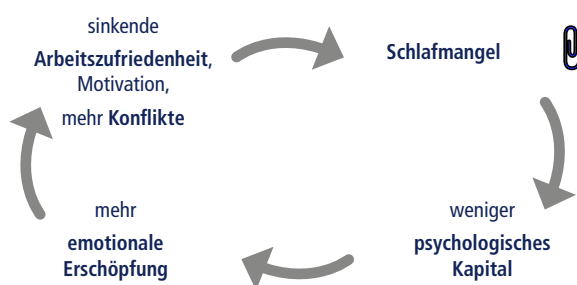 sinkende
Arbeitszufriedenheit,
Motivation,
mehr Konflikte
Schlafmangel
weniger
psychologisches
Kapital
mehr
emotionale
Erschöpfung